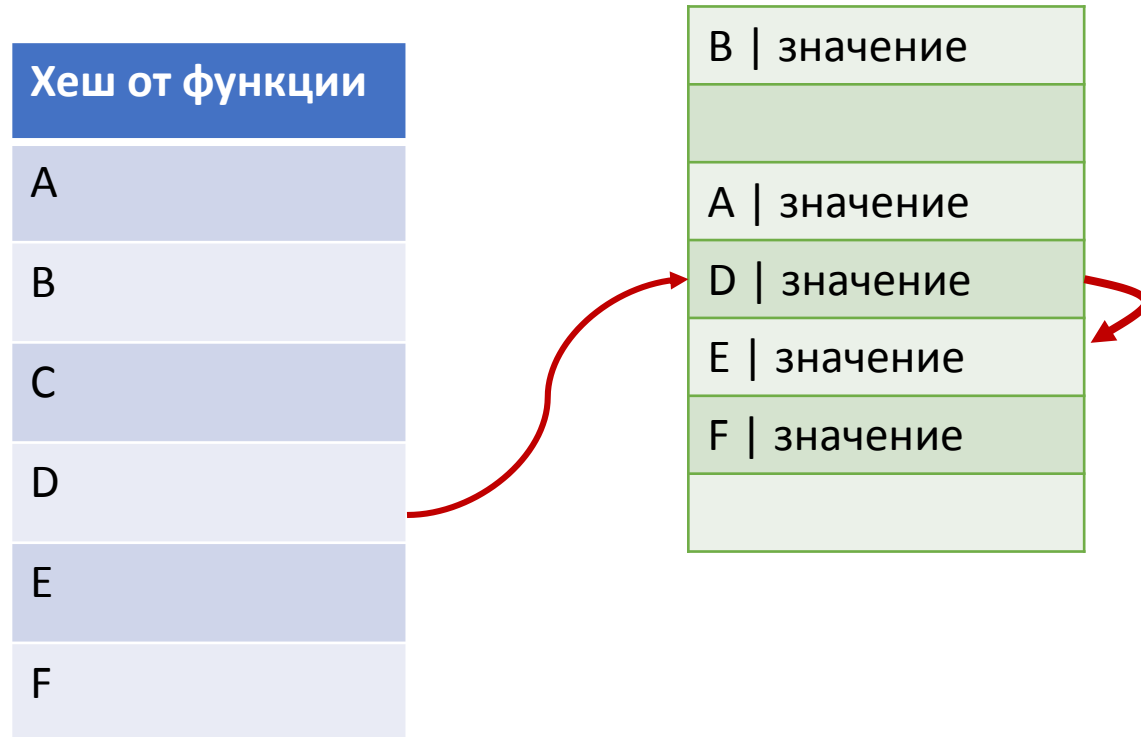 Хеш от функции
A
B
C
D
E
F
B | значение
A | значение
D | значение
E | значение
F | значение